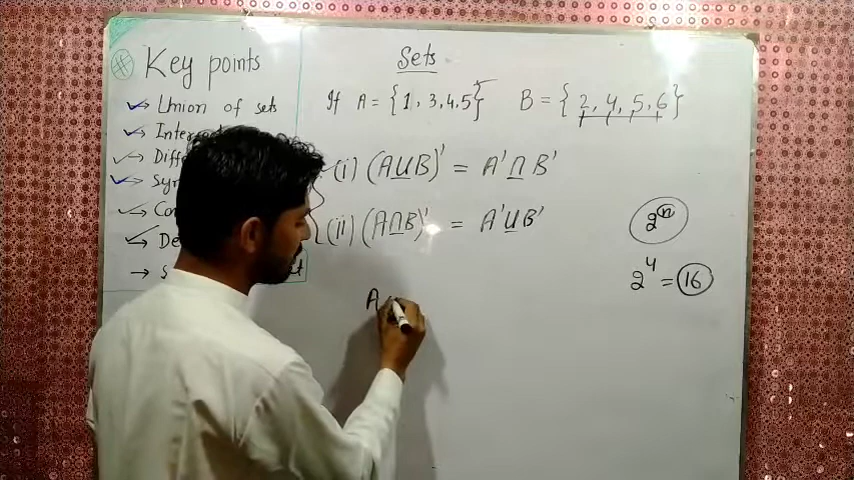 Key points
→ Union of sets
→
→
→
→
→
→
Sets
If A = {1, 3, 4, 5} B = {2, 4, 5, 6}
(i) (A∪B)' = A'∩B'
(ii) (A∩B)' = A'∪B'
A
2ⁿ
2⁴ = 16